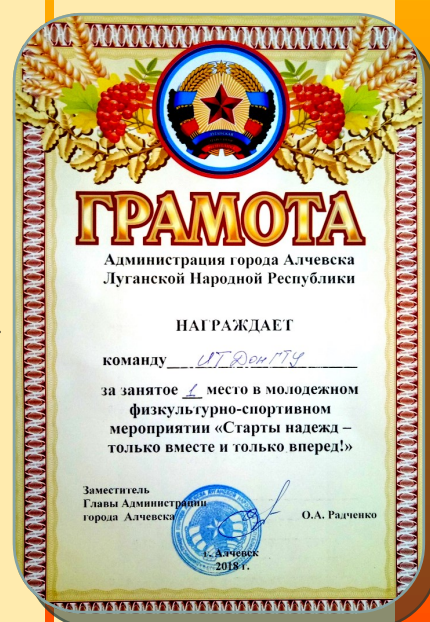 ГРАМОТА
Администрация города Алчевска
Луганской Народной Республики
НАГРАЖДАЕТ
команду ИТ ДонГТУ
за занятое 1 место в молодежном
физкультурно-спортивном
мероприятии «Старты надежд –
только вместе и только вперед!»
Заместитель
Главы Администрации
города Алчевска
О.А. Радченко
г. Алчевск
2018 г.